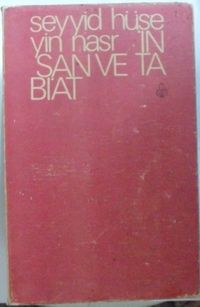 seyyid hüse
yin nasr İN
SAN VE TA
BİAT